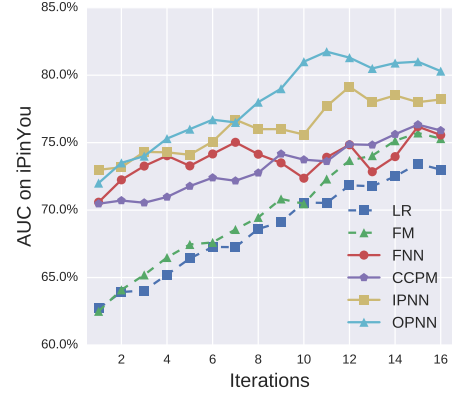 85.0%
80.0%
75.0%
70.0%
65.0%
60.0%
AUC on iPinYou
2 4 6 8 10 12 14 16
Iterations
LR
FM
FNN
CCPM
IPNN
OPNN